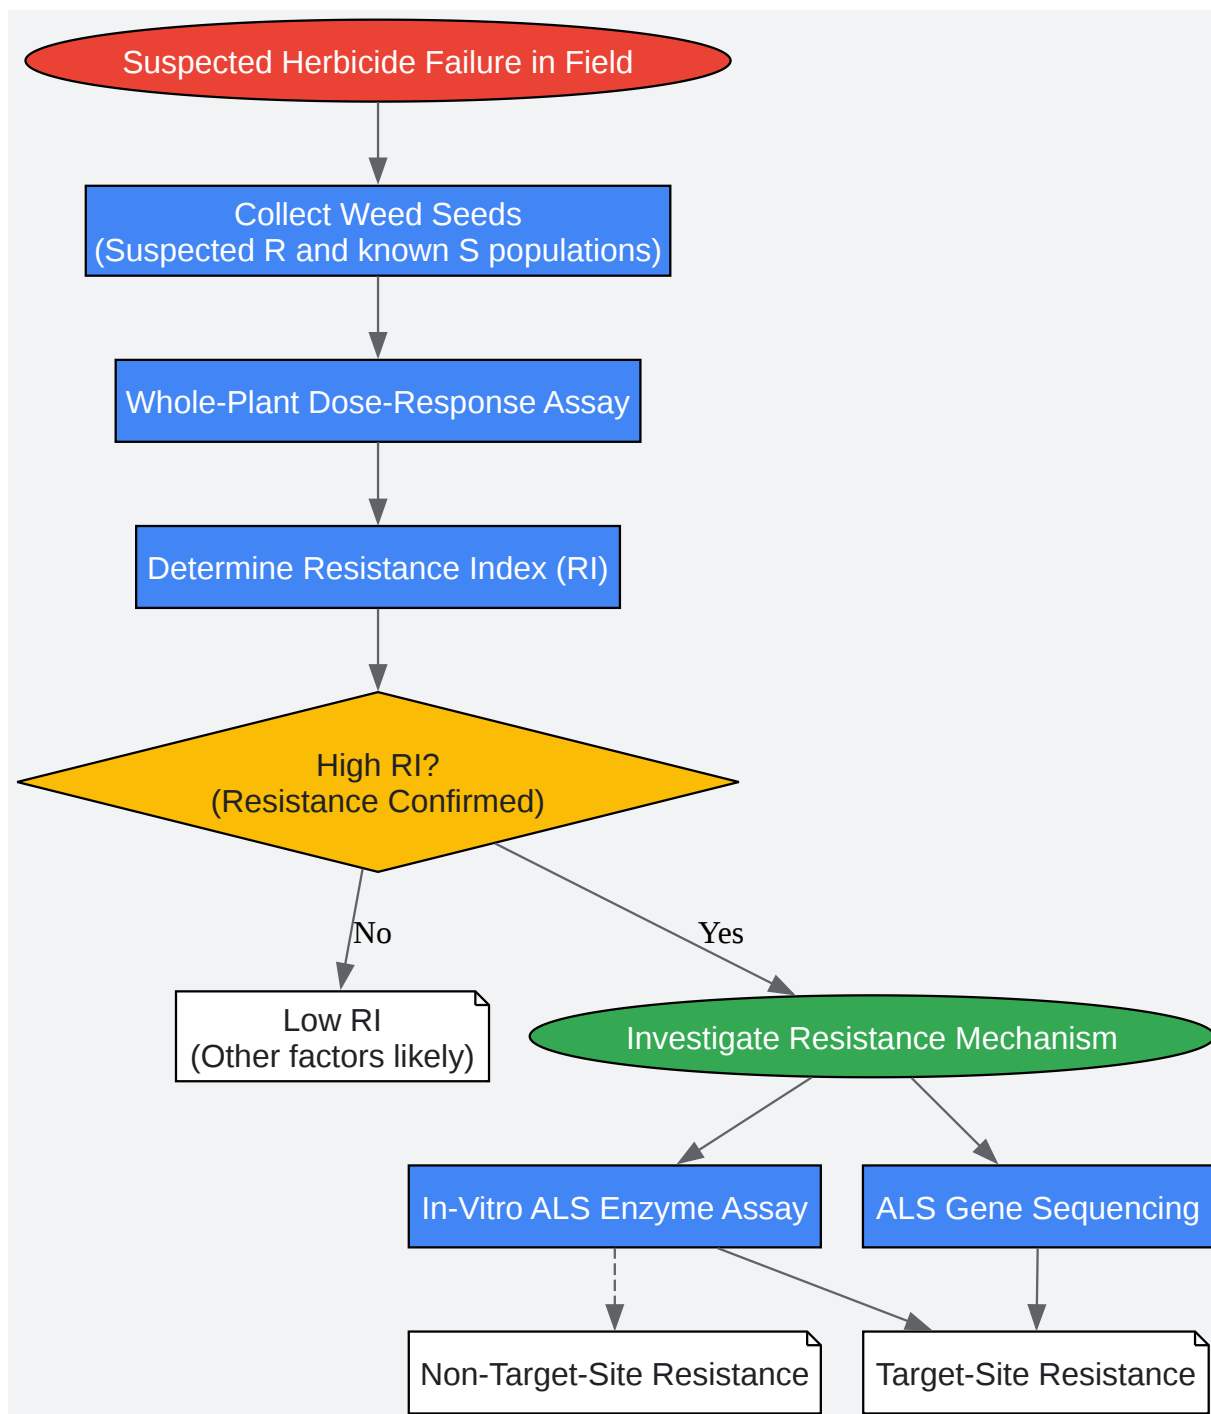 Suspected Herbicide Failure in Field
Collect Weed Seeds
(Suspected R and known S populations)
Whole-Plant Dose-Response Assay
Determine Resistance Index (RI)
High RI?
(Resistance Confirmed)
No
Yes
Low RI
(Other factors likely)
Investigate Resistance Mechanism
In-Vitro ALS Enzyme Assay
ALS Gene Sequencing
Non-Target-Site Resistance
Target-Site Resistance